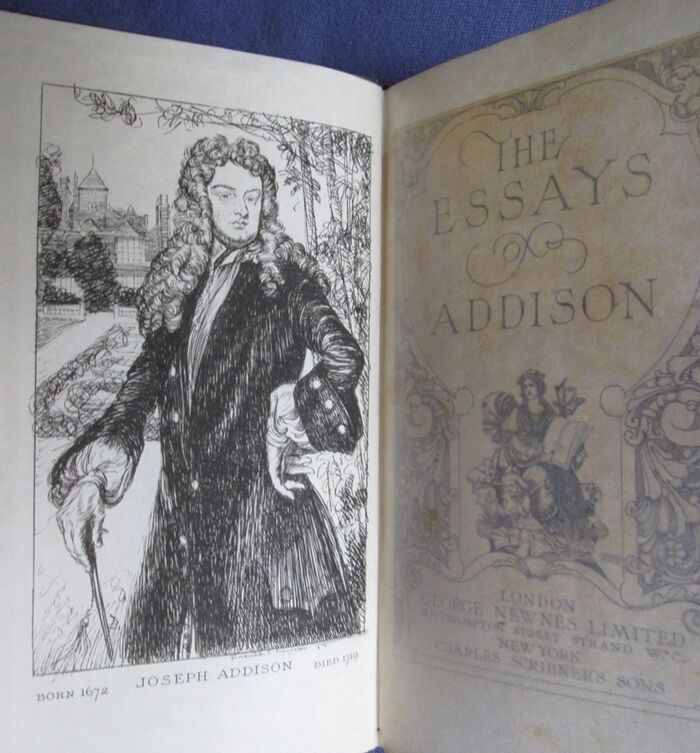 BORN 1672 JOSEPH ADDISON DIED 1719
THE
ESSAYS
OF
ADDISON
LONDON
GEORGE NEWNES LIMITED
SOUTHAMPTON STREET STRAND W.C.
NEW YORK
CHARLES SCRIBNER'S SONS